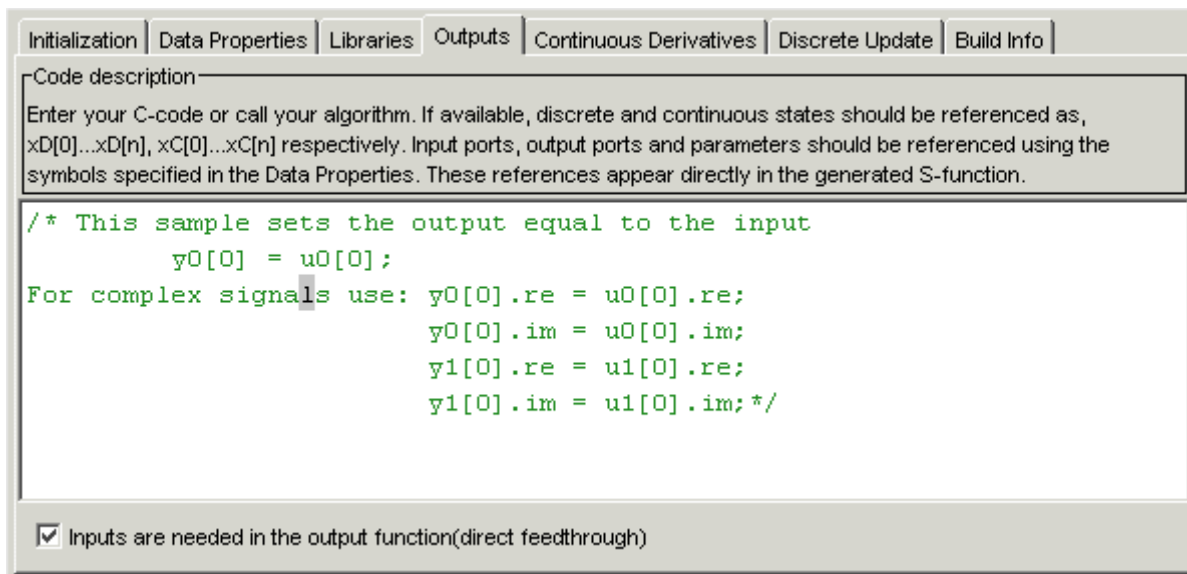 Initialization Data Properties Libraries Outputs Continuous Derivatives Discrete Update Build Info
Code description
Enter your C-code or call your algorithm. If available, discrete and continuous states should be referenced as,
xD[0]...xD[n], xC[0]...xC[n] respectively. Input ports, output ports and parameters should be referenced using the
symbols specified in the Data Properties. These references appear directly in the generated S-function.
/* This sample sets the output equal to the input
y0[0] = u0[0];
For complex signals use: y0[0].re = u0[0].re;
y0[0].im = u0[0].im;
y1[0].re = u1[0].re;
y1[0].im = u1[0].im;*/
Inputs are needed in the output function(direct feedthrough)